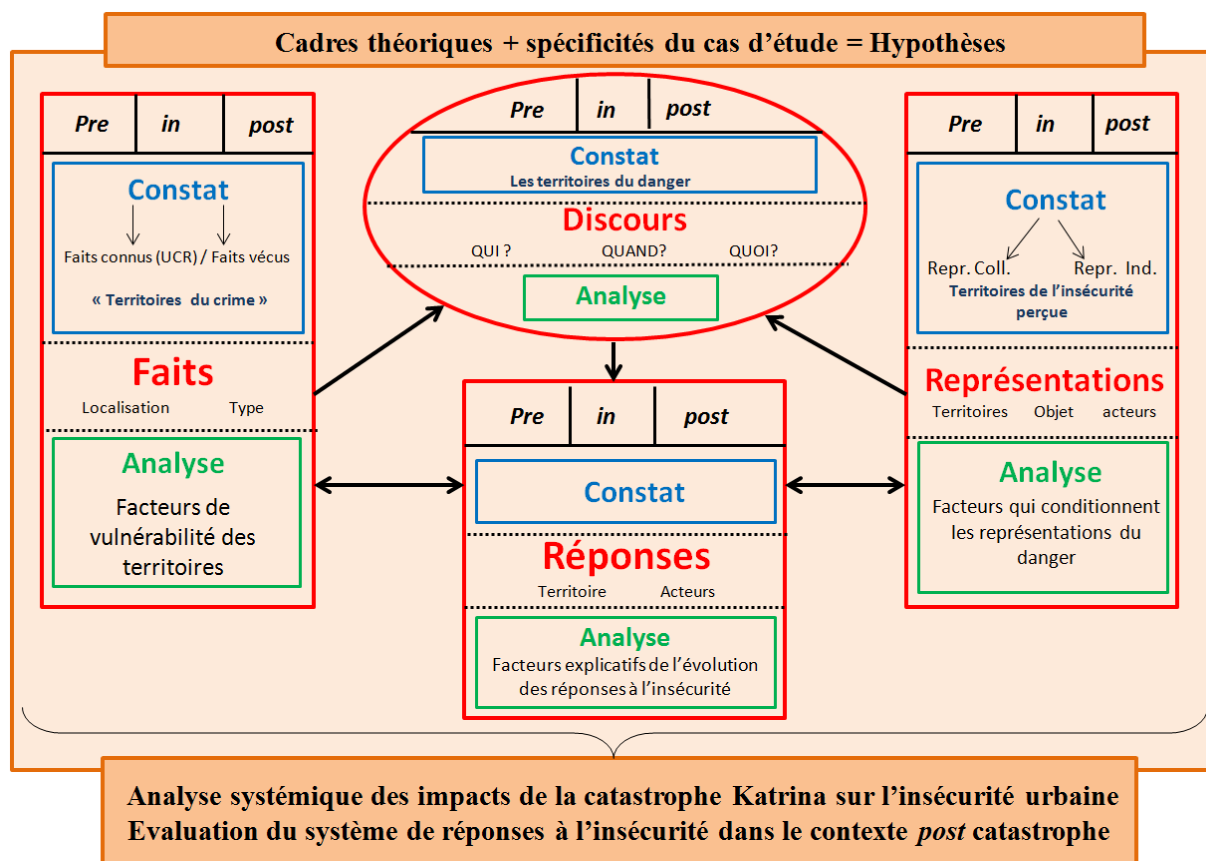 Cadres théoriques + spécificités du cas d’étude = Hypothèses
Pre in post
Constat
Faits connus (UCR) / Faits vécus
« Territoires du crime »
Faits
Localisation Type
Analyse
Facteurs de
vulnérabilité des
territoires
Pre in post
Constat
Les territoires du danger
Discours
QUI ? QUAND? QUOI?
Analyse
Pre in post
Constat
Réponses
Territoire Acteurs
Analyse
Facteurs explicatifs de l’évolution
des réponses à l’insécurité
Pre in post
Constat
Repr. Coll. Repr. Ind.
Territoires de l’insécurité
perçue
Représentations
Territoires Objet acteurs
Analyse
Facteurs qui conditionnent
les représentations du
danger
Analyse systémique des impacts de la catastrophe Katrina sur l’insécurité urbaine
Evaluation du système de réponses à l’insécurité dans le contexte post catastrophe